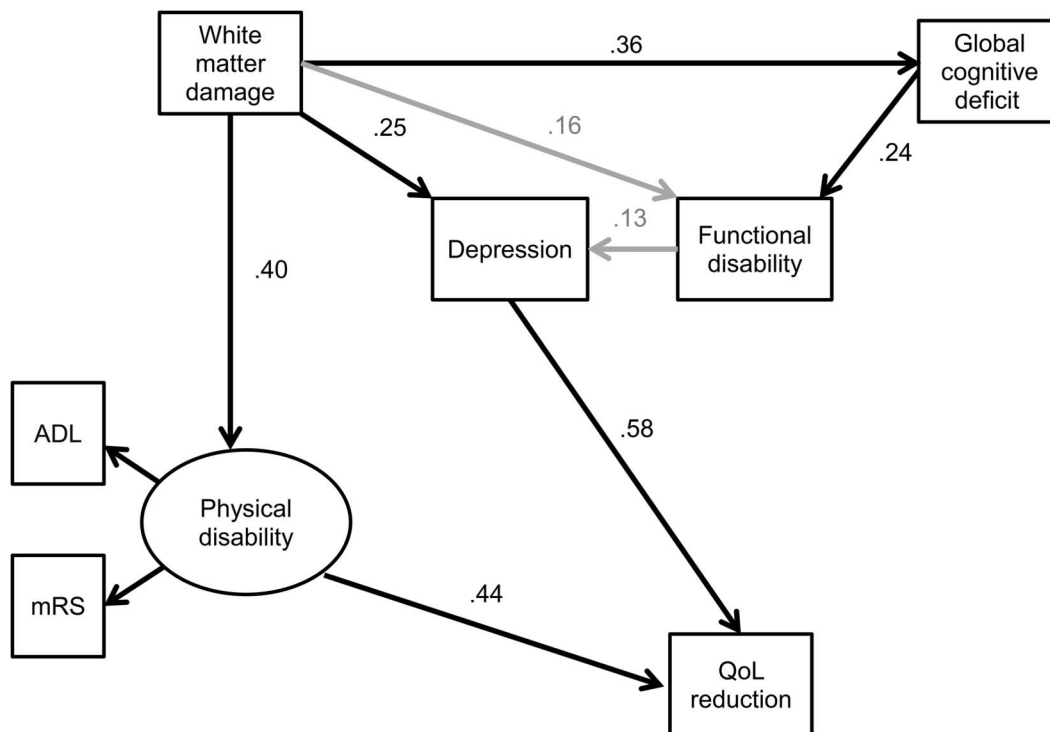 White
matter
damage
.36
Global
cognitive
deficit
.25
.16
.24
.13
Depression
Functional
disability
.40
ADL
.58
Physical
disability
mRS
.44
QoL
reduction